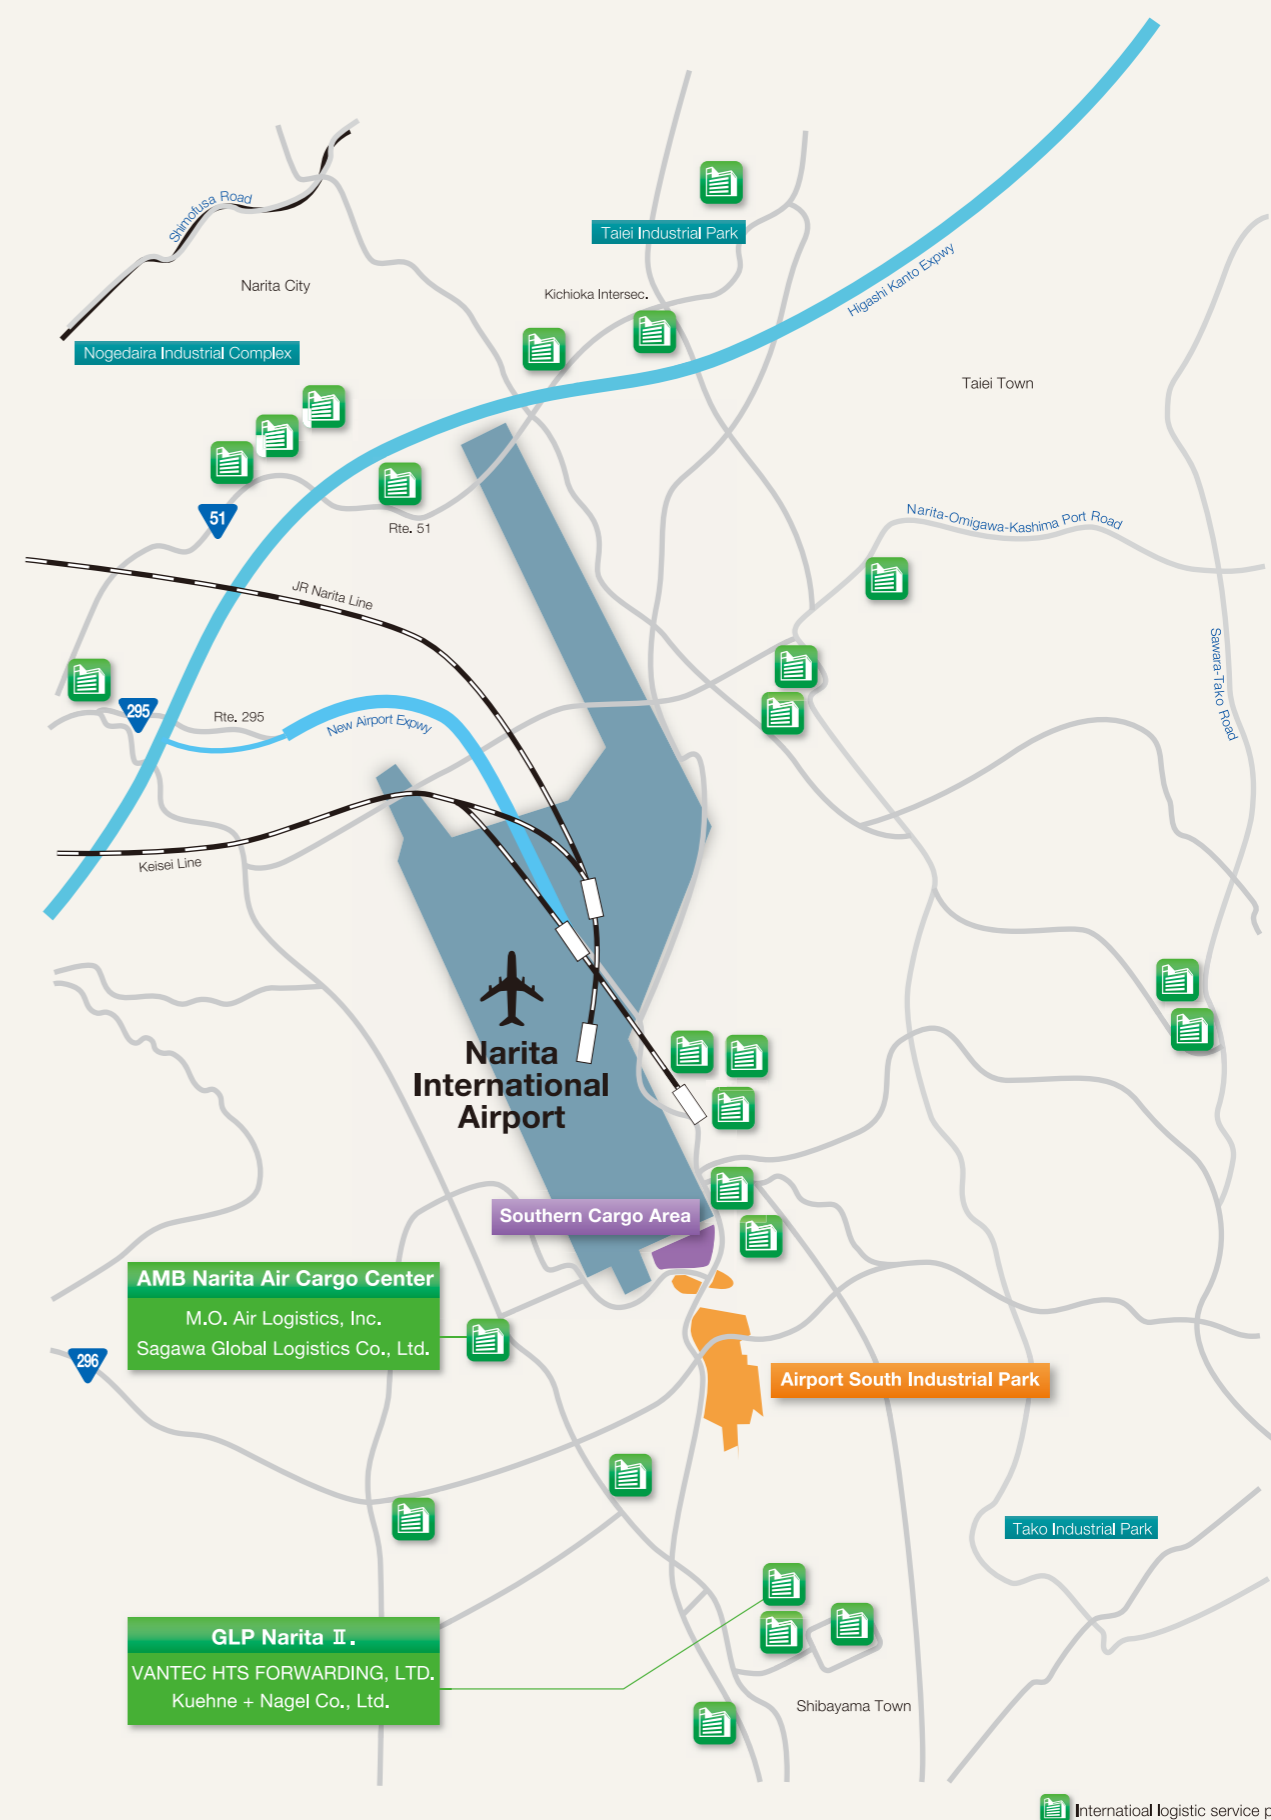 Shimofusa Road
Taiei Industrial Park
Narita City
Kichioka Intersec.
Higashi Kanto Expwy
Nogedaira Industrial Complex
Taiei Town
51
Rte. 51
Narita-Omigawa-Kashima Port Road
JR Narita Line
Sawara-Tako Road
295
Rte. 295
New Airport Expwy
Keisei Line
Narita
International
Airport
Southern Cargo Area
AMB Narita Air Cargo Center
M.O. Air Logistics, Inc.
Sagawa Global Logistics Co., Ltd.
296
Airport South Industrial Park
Tako Industrial Park
GLP Narita Ⅱ.
VANTEC HTS FORWARDING, LTD.
Kuehne + Nagel Co., Ltd.
Shibayama Town
Internatioal logistic service p